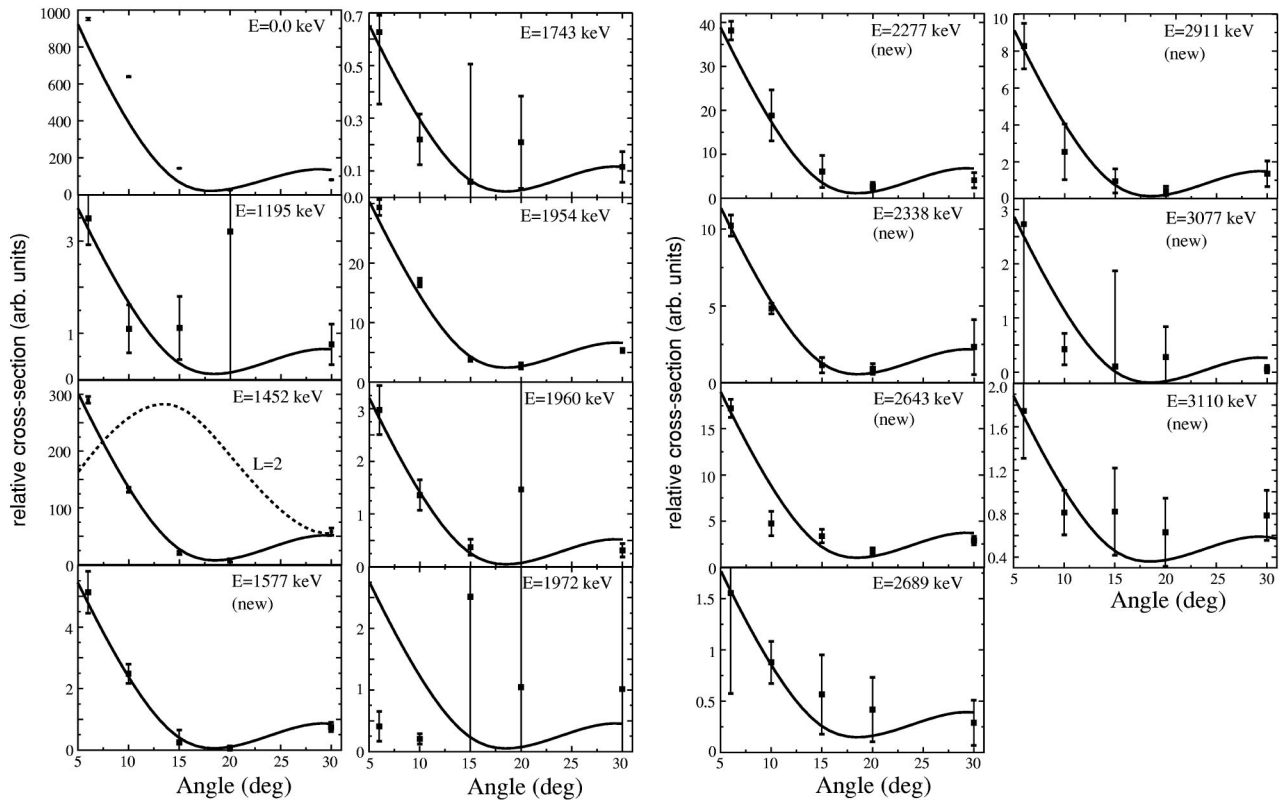 relative cross-section (arb. units)
1000
800
600
400
200
0
E=0.0 keV
3
1
0
E=1195 keV
300
200
100
50
0
E=1452 keV
L=2
4
2
0
E=1577 keV
(new)
5 10 15 20 25 30
Angle (deg)
0.7
0.5
0.3
0.1
0.0
E=1743 keV
20
10
0
E=1954 keV
3
2
1
0
E=1960 keV
2
1
0
E=1972 keV
5 10 15 20 25 30
Angle (deg)
relative cross-section (arb. units)
40
30
20
10
0
E=2277 keV
(new)
10
5
0
E=2338 keV
(new)
15
10
5
0
E=2643 keV
(new)
1.5
1
0.5
0
E=2689 keV
5 10 15 20 25 30
Angle (deg)
10
8
6
4
2
0
E=2911 keV
(new)
3
2
1
0
E=3077 keV
(new)
2.0
1.6
1.2
0.8
0.4
E=3110 keV
(new)
5 10 15 20 25 30
Angle (deg)